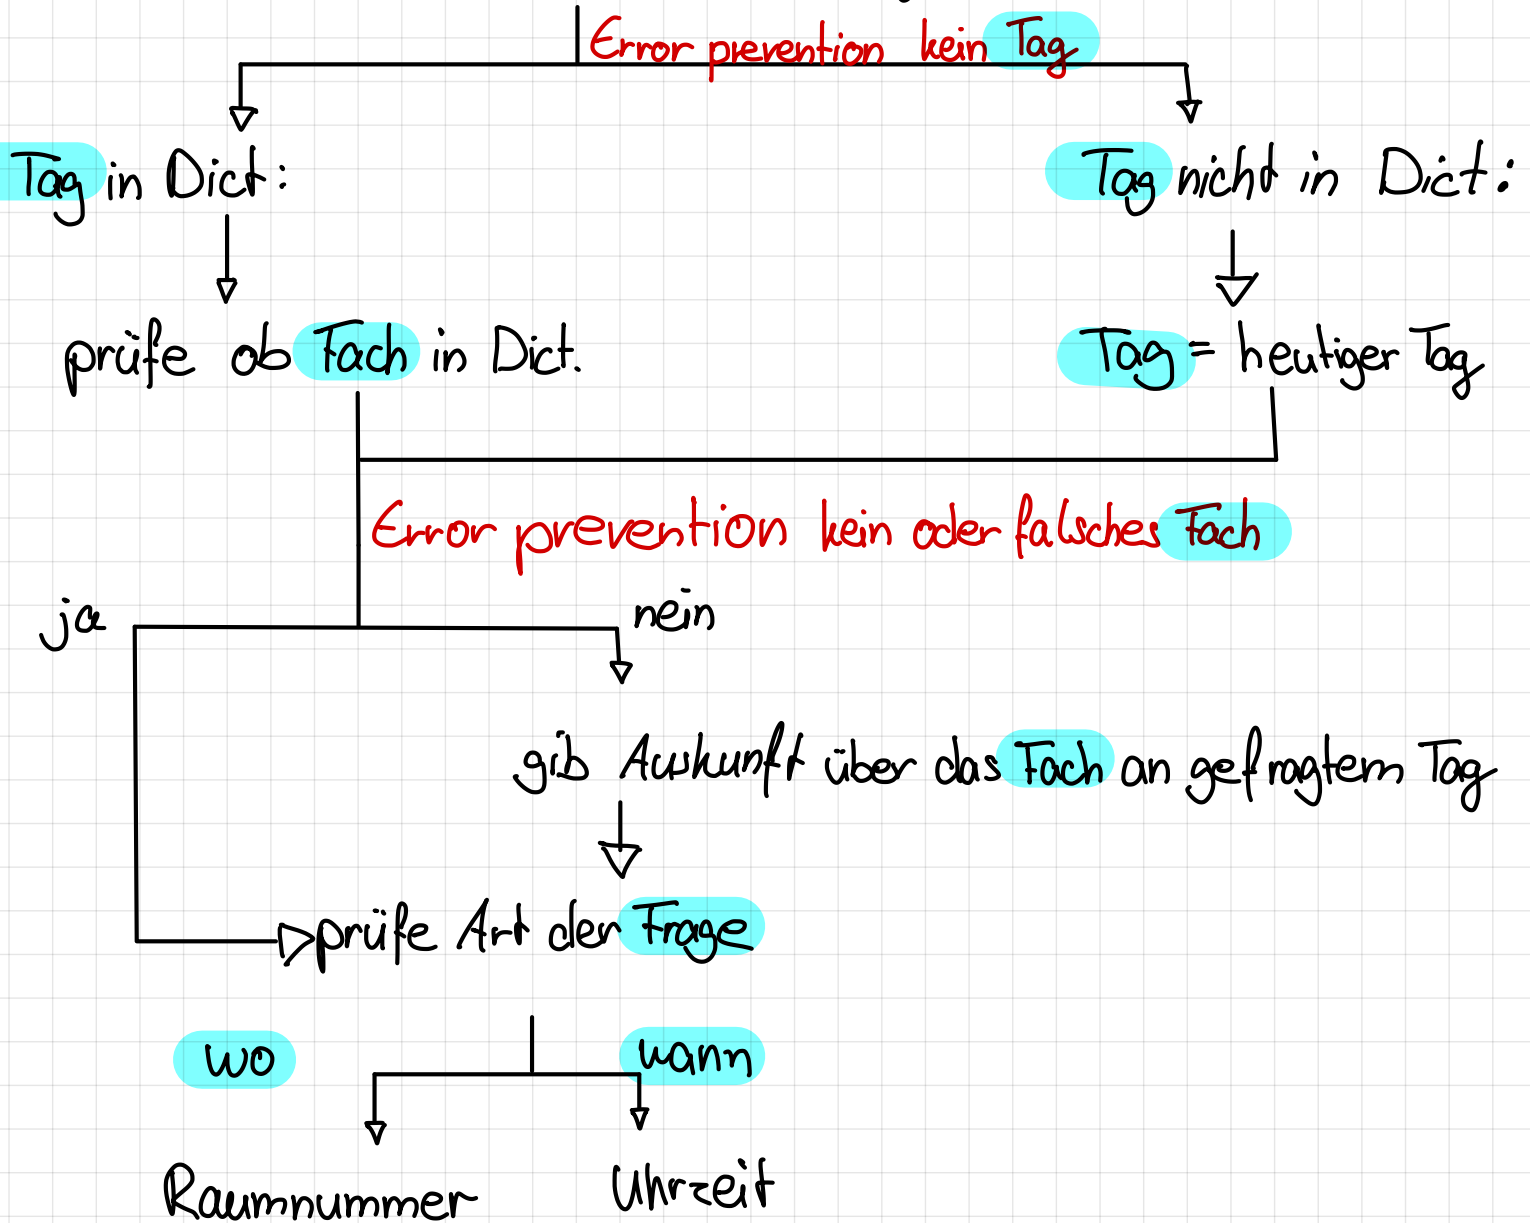 Error prevention kein Tag
Tag in Dict:
Tag nicht in Dict:
prüfe ob Fach in Dict.
Tag = heutiger Tag
Error prevention kein oder falsches Fach
ja
nein
gib Auskunft über das Fach an gefragtem Tag
prüfe Art der Frage
wo
wann
Raumnummer
Uhrzeit